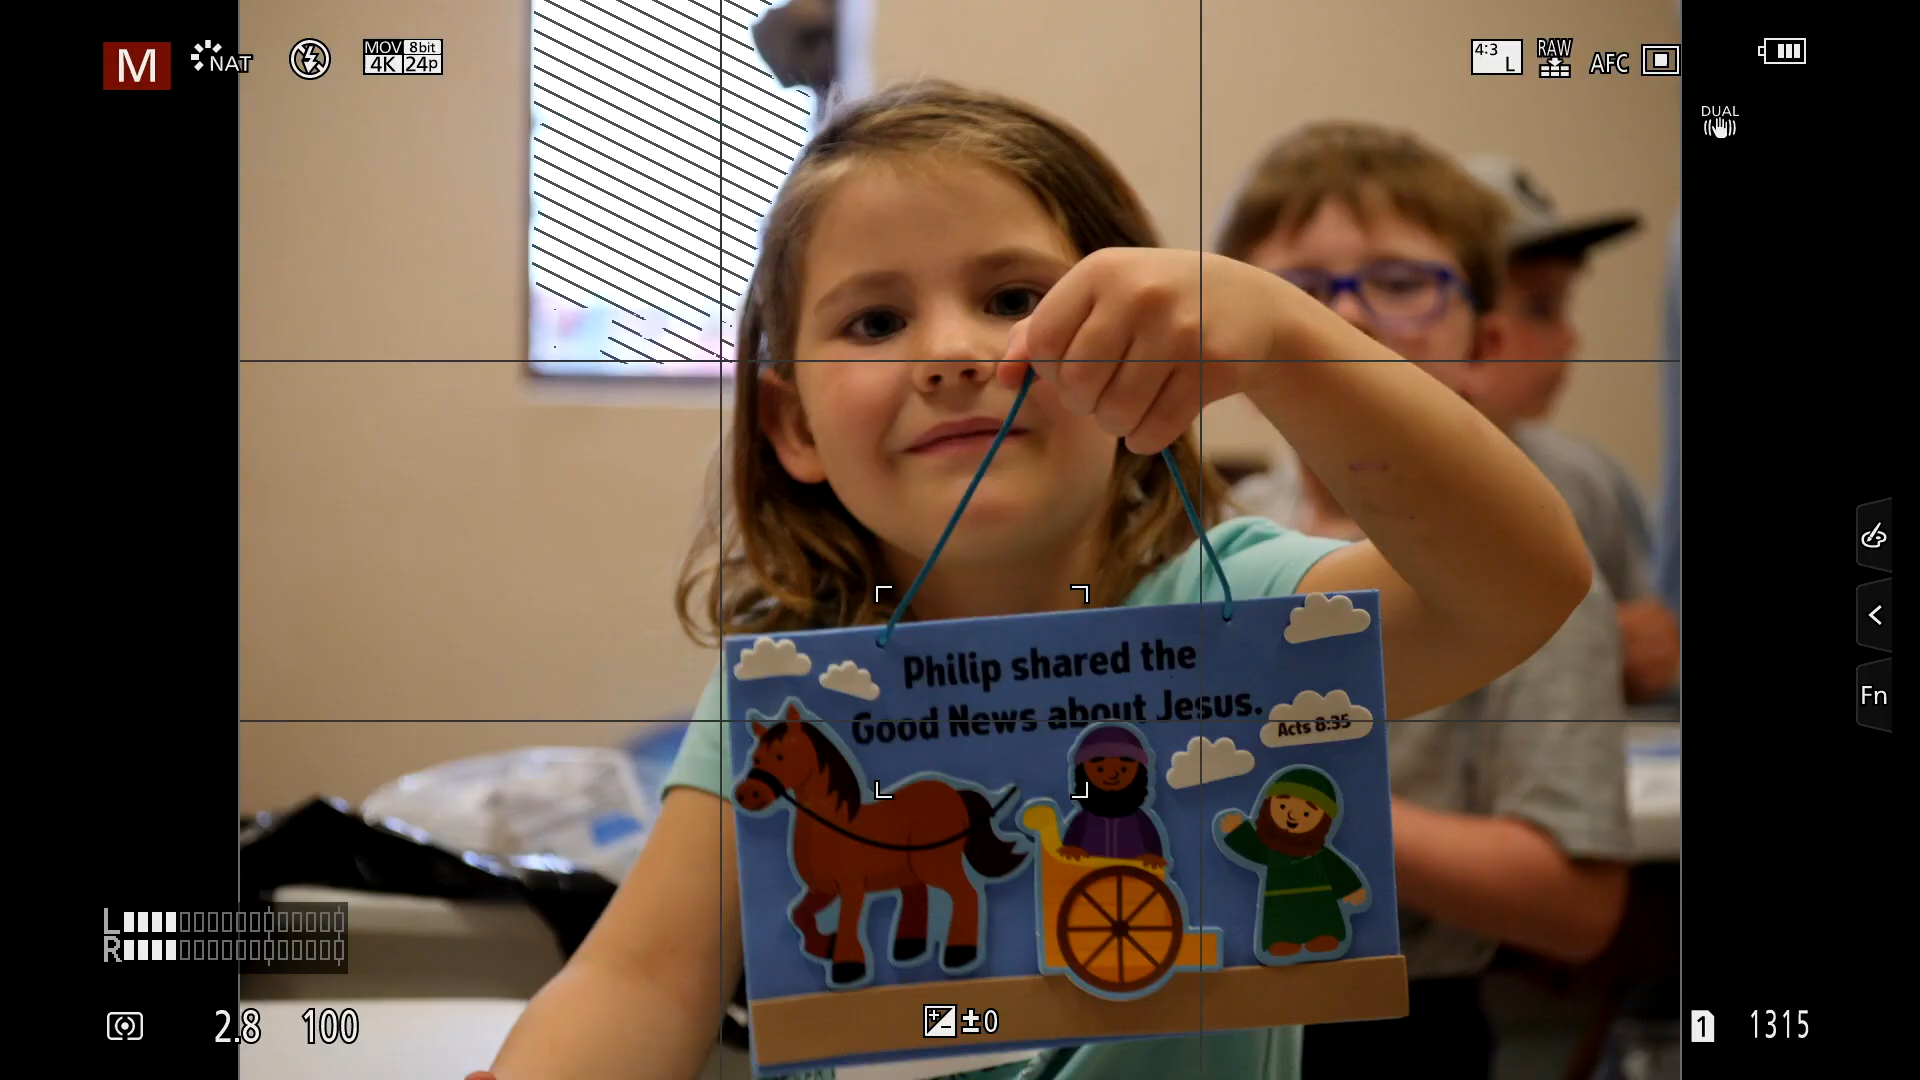 M
NAT
MOV 8bit
4K 24p
4:3
L
RAW
AFC
DUAL
Philip shared the
Good News about Jesus.
Acts 8:35
Fn
L
R
2.8
100
±0
1
1315